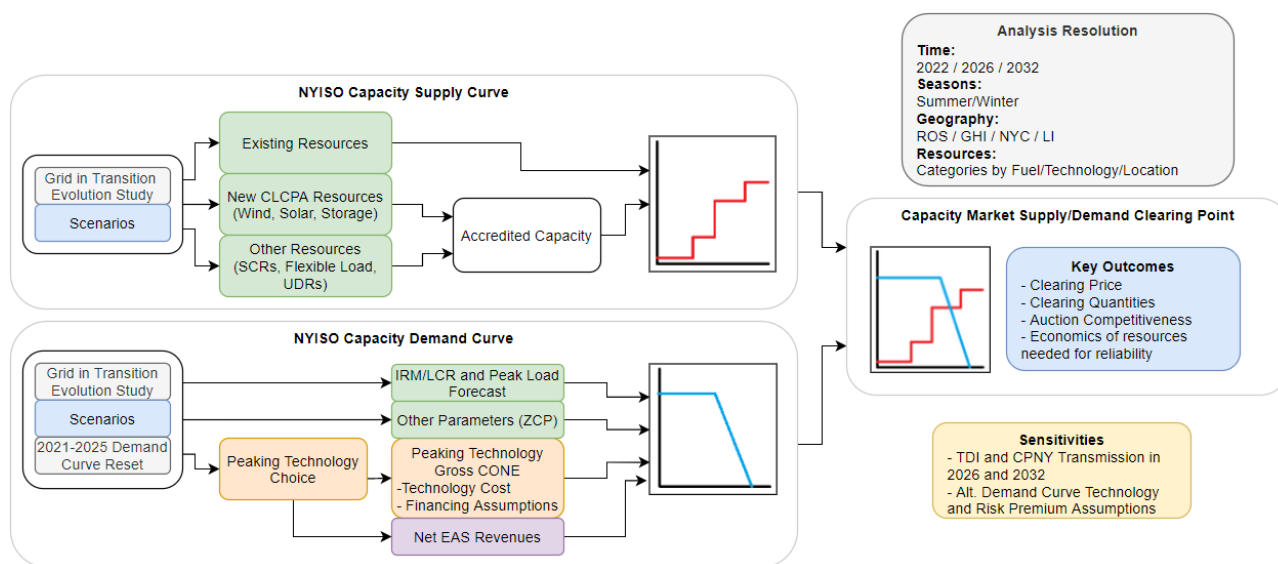 Analysis Resolution
Time:
2022 / 2026 / 2032
Seasons:
Summer/Winter
Geography:
ROS / GHI / NYC / LI
Resources:
Categories by Fuel/Technology/Location
NYISO Capacity Supply Curve
Grid in Transition
Evolution Study
Scenarios
Existing Resources
New CLCPA Resources
(Wind, Solar, Storage)
Other Resources
(SCRs, Flexible Load,
UDRs)
Accredited Capacity
NYISO Capacity Demand Curve
Grid in Transition
Evolution Study
Scenarios
2021-2025 Demand
Curve Reset
Peaking Technology
Choice
IRM/LCR and Peak Load
Forecast
Other Parameters (ZCP)
Peaking Technology
Gross CONE
-Technology Cost
- Financing Assumptions
Net EAS Revenues
Capacity Market Supply/Demand Clearing Point
Key Outcomes
- Clearing Price
- Clearing Quantities
- Auction Competitiveness
- Economics of resources
needed for reliability
Sensitivities
- TDI and CPNY Transmission in
2026 and 2032
- Alt. Demand Curve Technology
and Risk Premium Assumptions